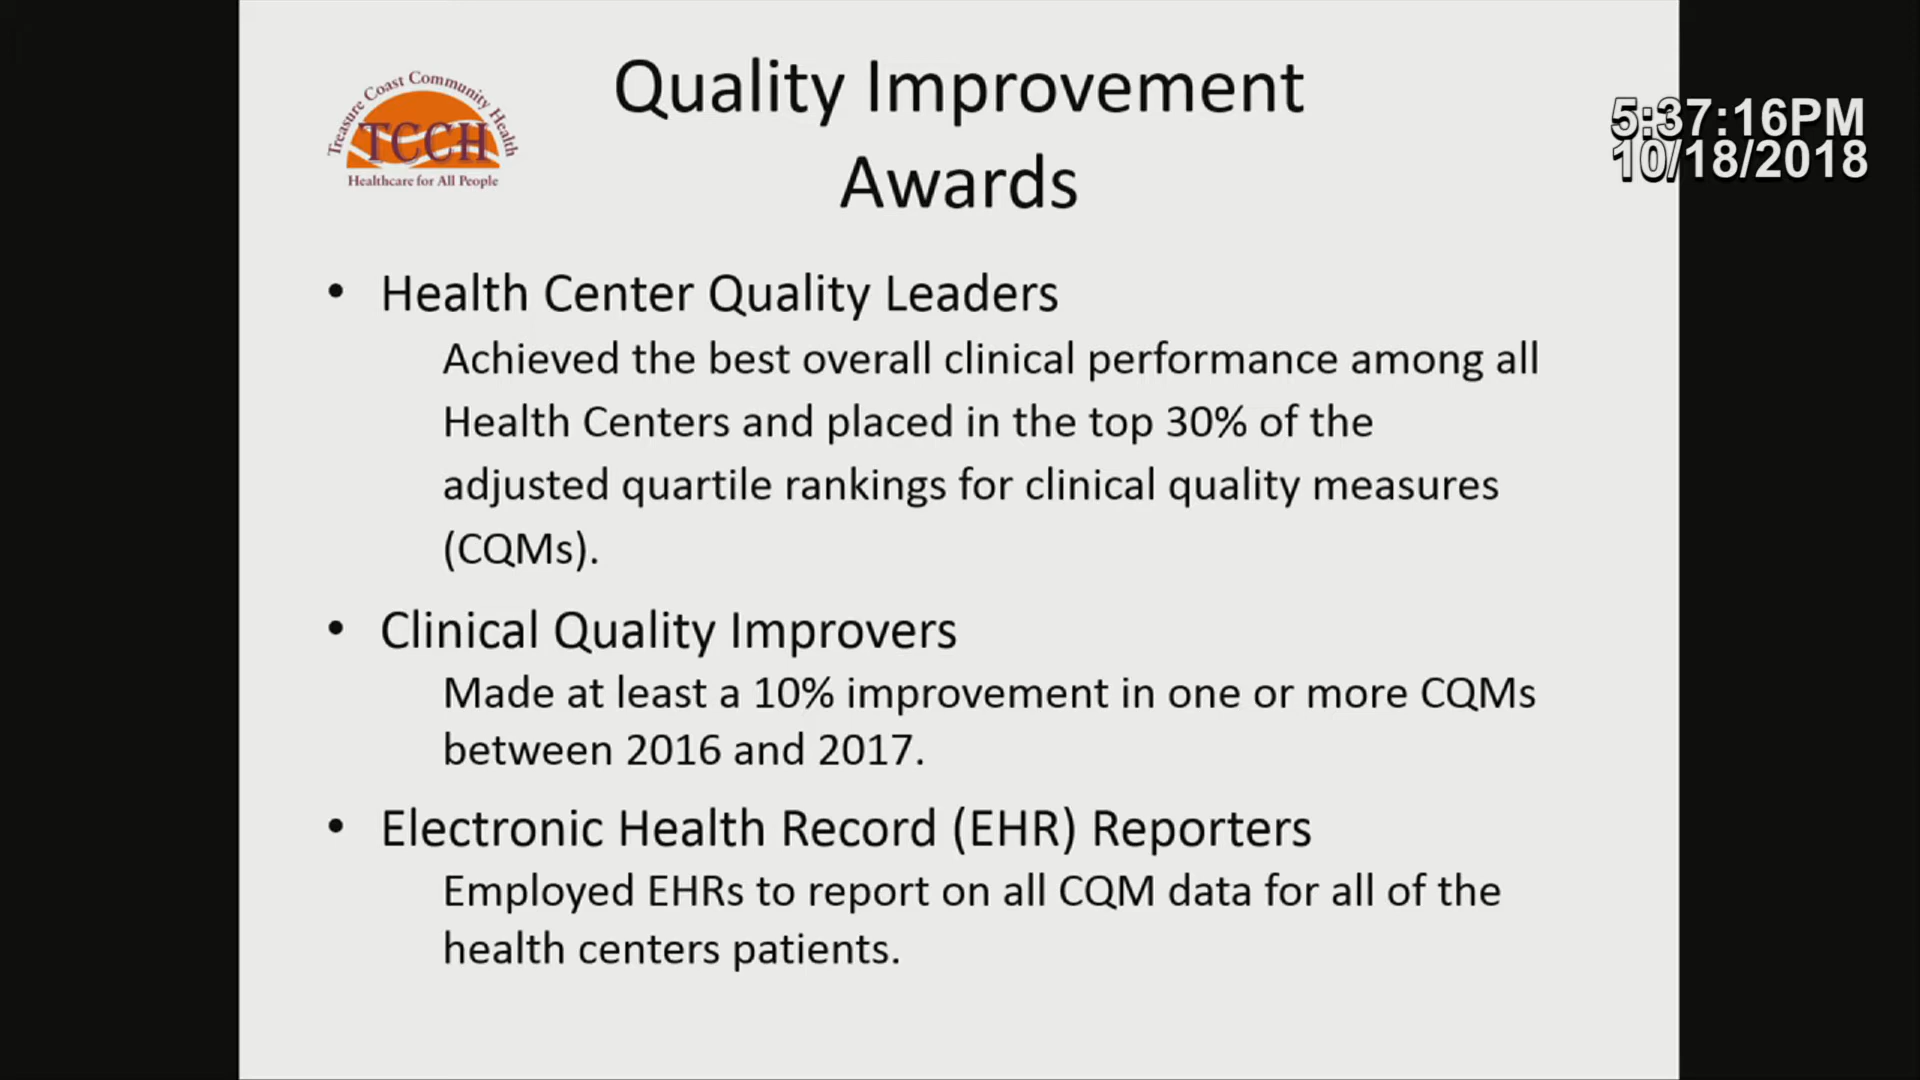 Treasure Coast Community Health
TCCH
Healthcare for All People
Quality Improvement
Awards
5:37:16PM
10/18/2018
• Health Center Quality Leaders
Achieved the best overall clinical performance among all
Health Centers and placed in the top 30% of the
adjusted quartile rankings for clinical quality measures
(CQMs).
• Clinical Quality Improvers
Made at least a 10% improvement in one or more CQMs
between 2016 and 2017.
• Electronic Health Record (EHR) Reporters
Employed EHRs to report on all CQM data for all of the
health centers patients.